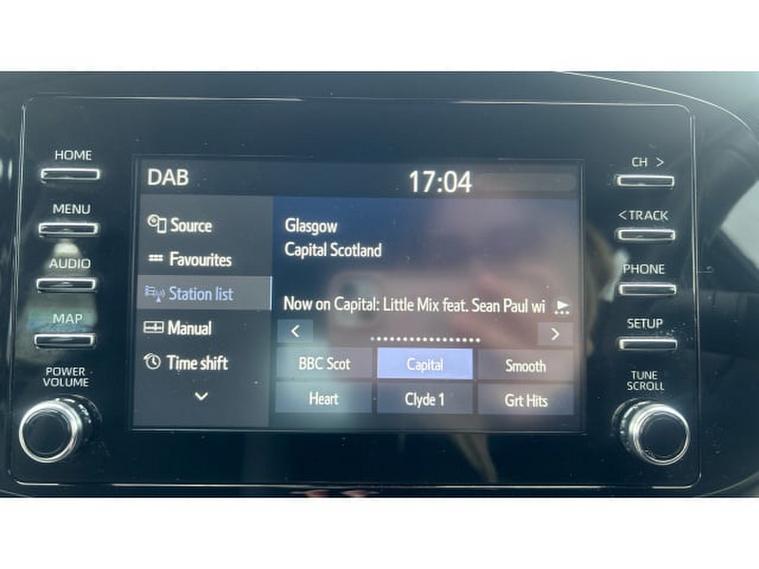 HOME
MENU
AUDIO
MAP
POWER
VOLUME
DAB
17:04
Source
Favourites
Station list
Manual
Time shift
Glasgow
Capital Scotland
Now on Capital: Little Mix feat. Sean Paul wi
< >
BBC Scot Capital Smooth
Heart Clyde 1 Grt Hits
CH >
<TRACK
PHONE
SETUP
TUNE
SCROLL